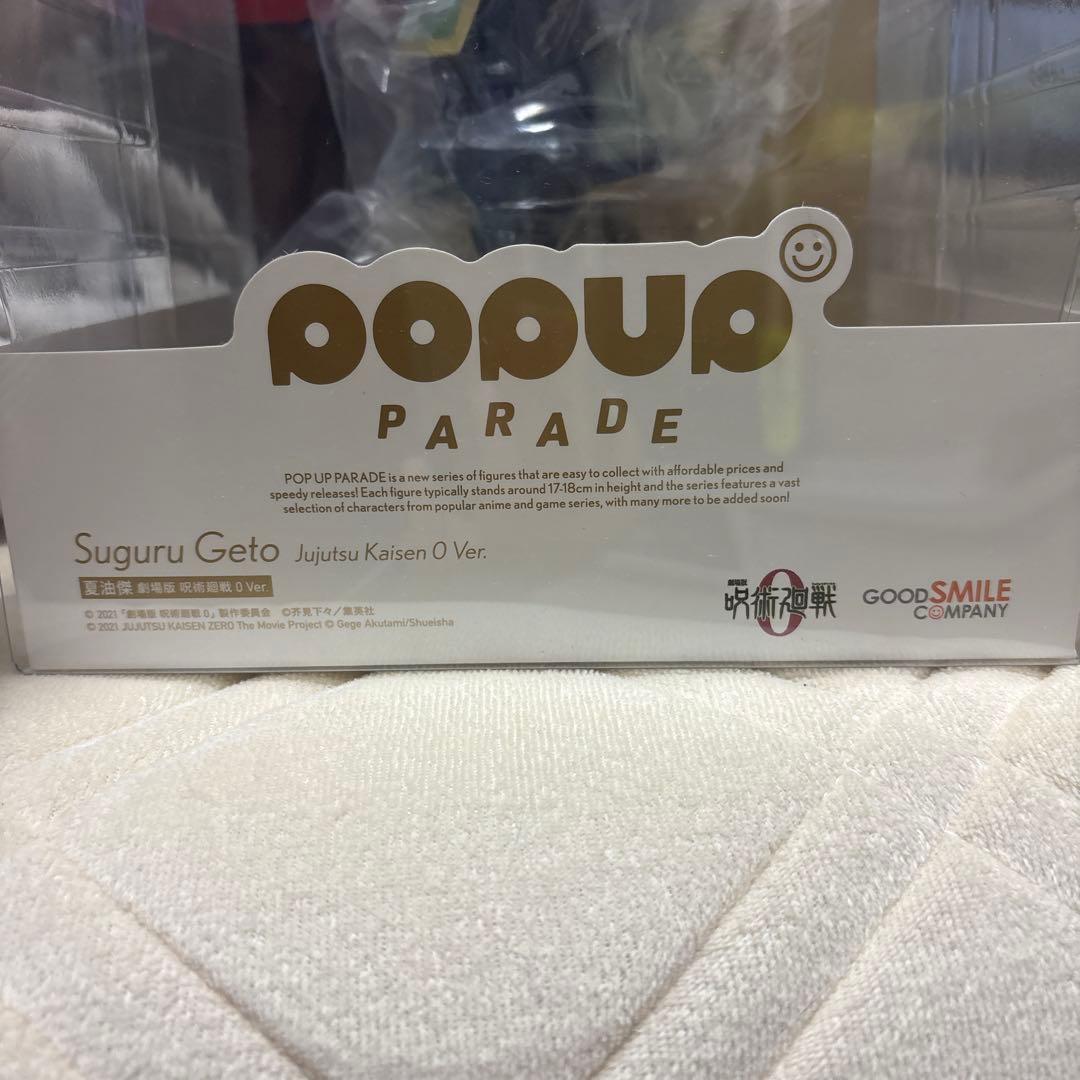 POPUP
PARADE
POP UP PARADE is a new series of figures that are easy to collect with affordable prices and
speedy releases! Each figure typically stands around 17-18cm in height and the series features a vast
selection of characters from popular anime and game series, with many more to be added soon!
Suguru Geto Jujutsu Kaisen 0 Ver.
夏油傑 劇場版 呪術廻戦 0 Ver.
© 2021 「劇場版 呪術廻戦 0」製作委員会 ©芥見下々/集英社
© 2021 JUJUTSU KAISEN ZERO The Movie Project © Gege Akutami/Shueisha
劇場版
呪術廻戦
0
GOOD SMILE
COMPANY